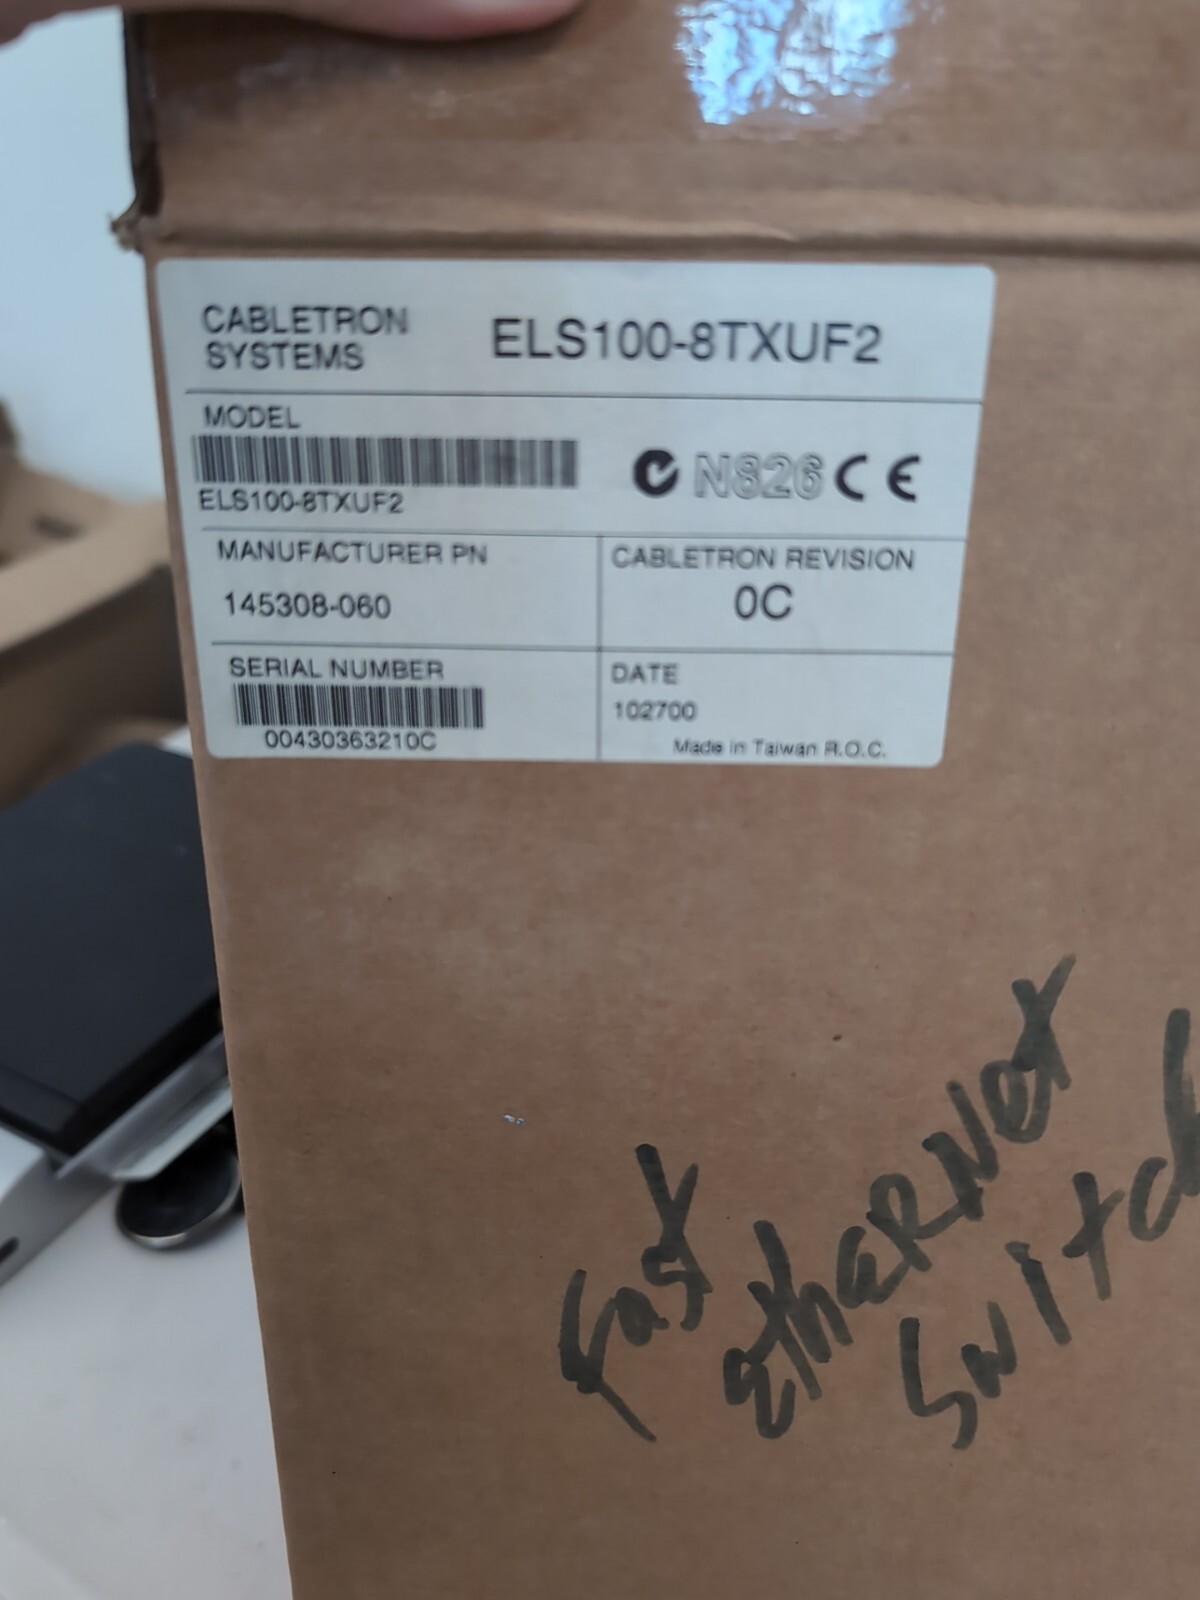 CABLETRON
SYSTEMS
ELS100-8TXUF2
MODEL
ELS100-8TXUF2
N826 CE
MANUFACTURER PN
145308-060
CABLETRON REVISION
0C
SERIAL NUMBER
00430363210C
DATE
102700
Made in Taiwan R.O.C.
Fast
EthaRNet
Switch